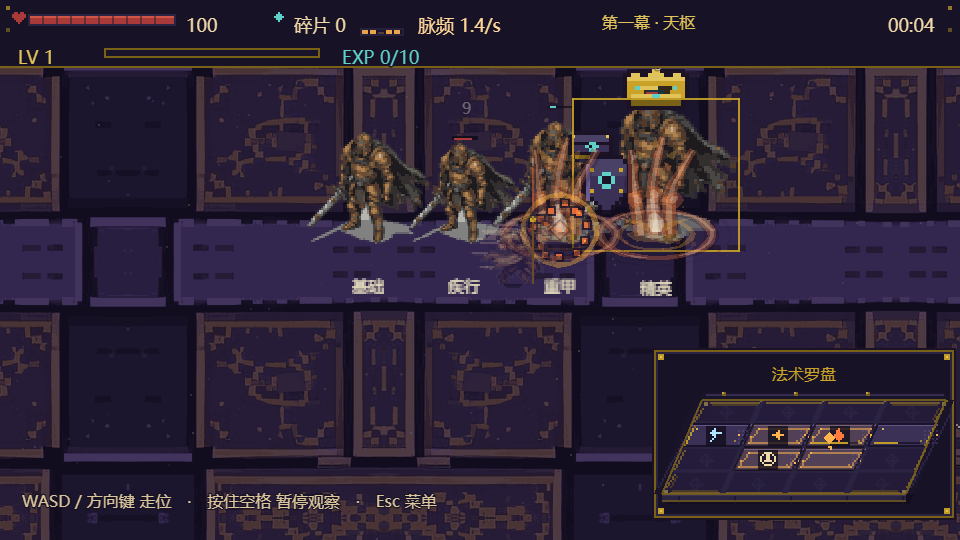 100 碎片 0 脉频 1.4/s 第一幕 · 天枢 00:04
LV 1 EXP 0/10
9
基础 疾行 重甲 精英
法术罗盘
WASD / 方向键 走位 · 按住空格 暂停观察 · Esc 菜单